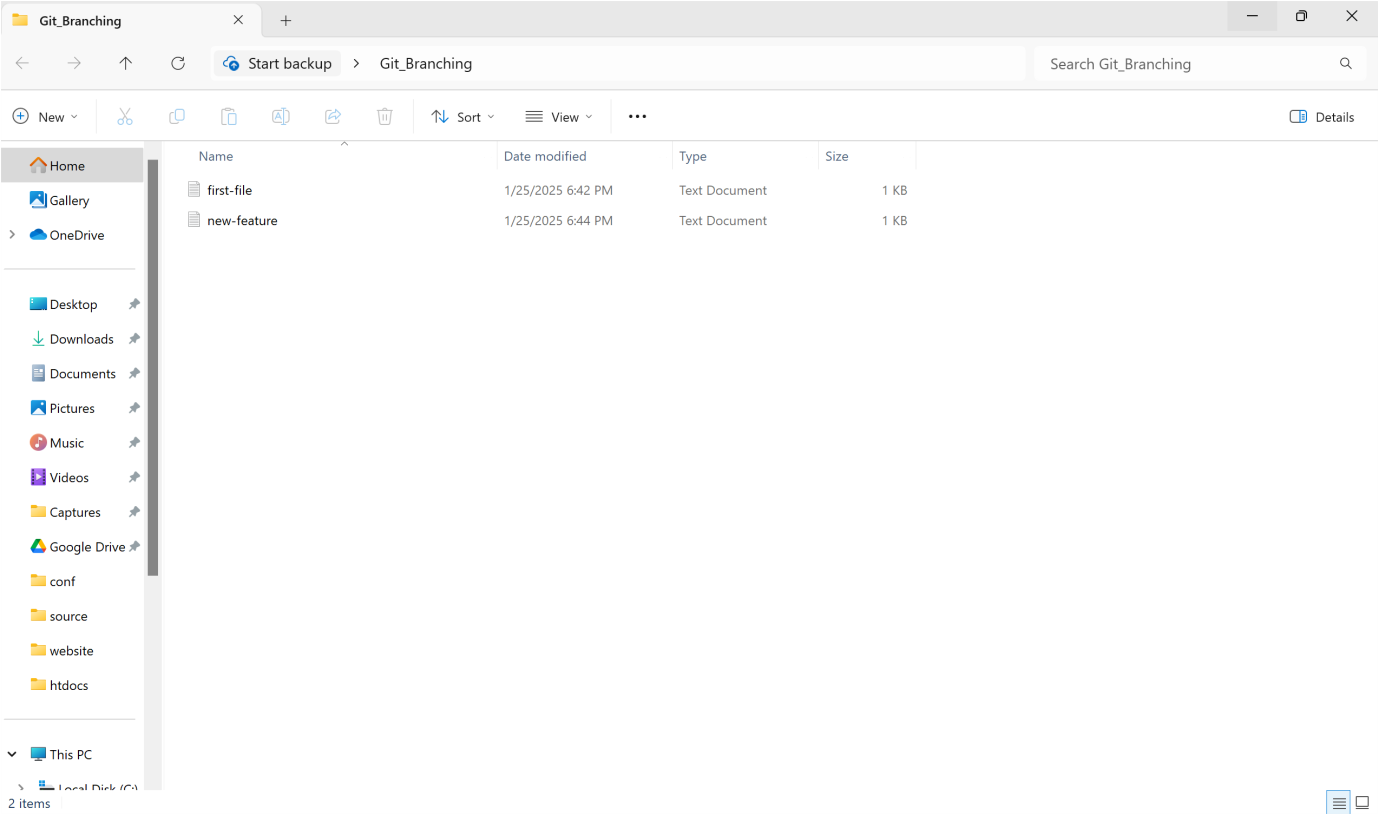 Git_Branching
Start backup > Git_Branching
Search Git_Branching
New
Sort
View
Details
Name Date modified Type Size
first-file 1/25/2025 6:42 PM Text Document 1 KB
new-feature 1/25/2025 6:44 PM Text Document 1 KB
Home
Gallery
OneDrive
Desktop
Downloads
Documents
Pictures
Music
Videos
Captures
Google Drive
conf
source
website
htdocs
This PC
Local Disk (C:)
2 items